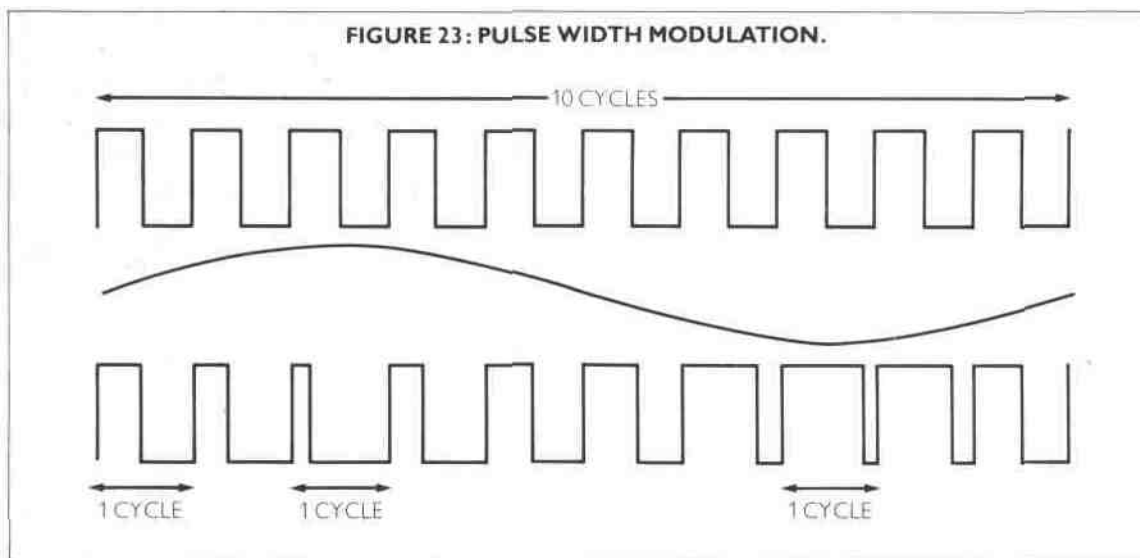 FIGURE 23: PULSE WIDTH MODULATION.
10 CYCLES
1 CYCLE
1 CYCLE
1 CYCLE